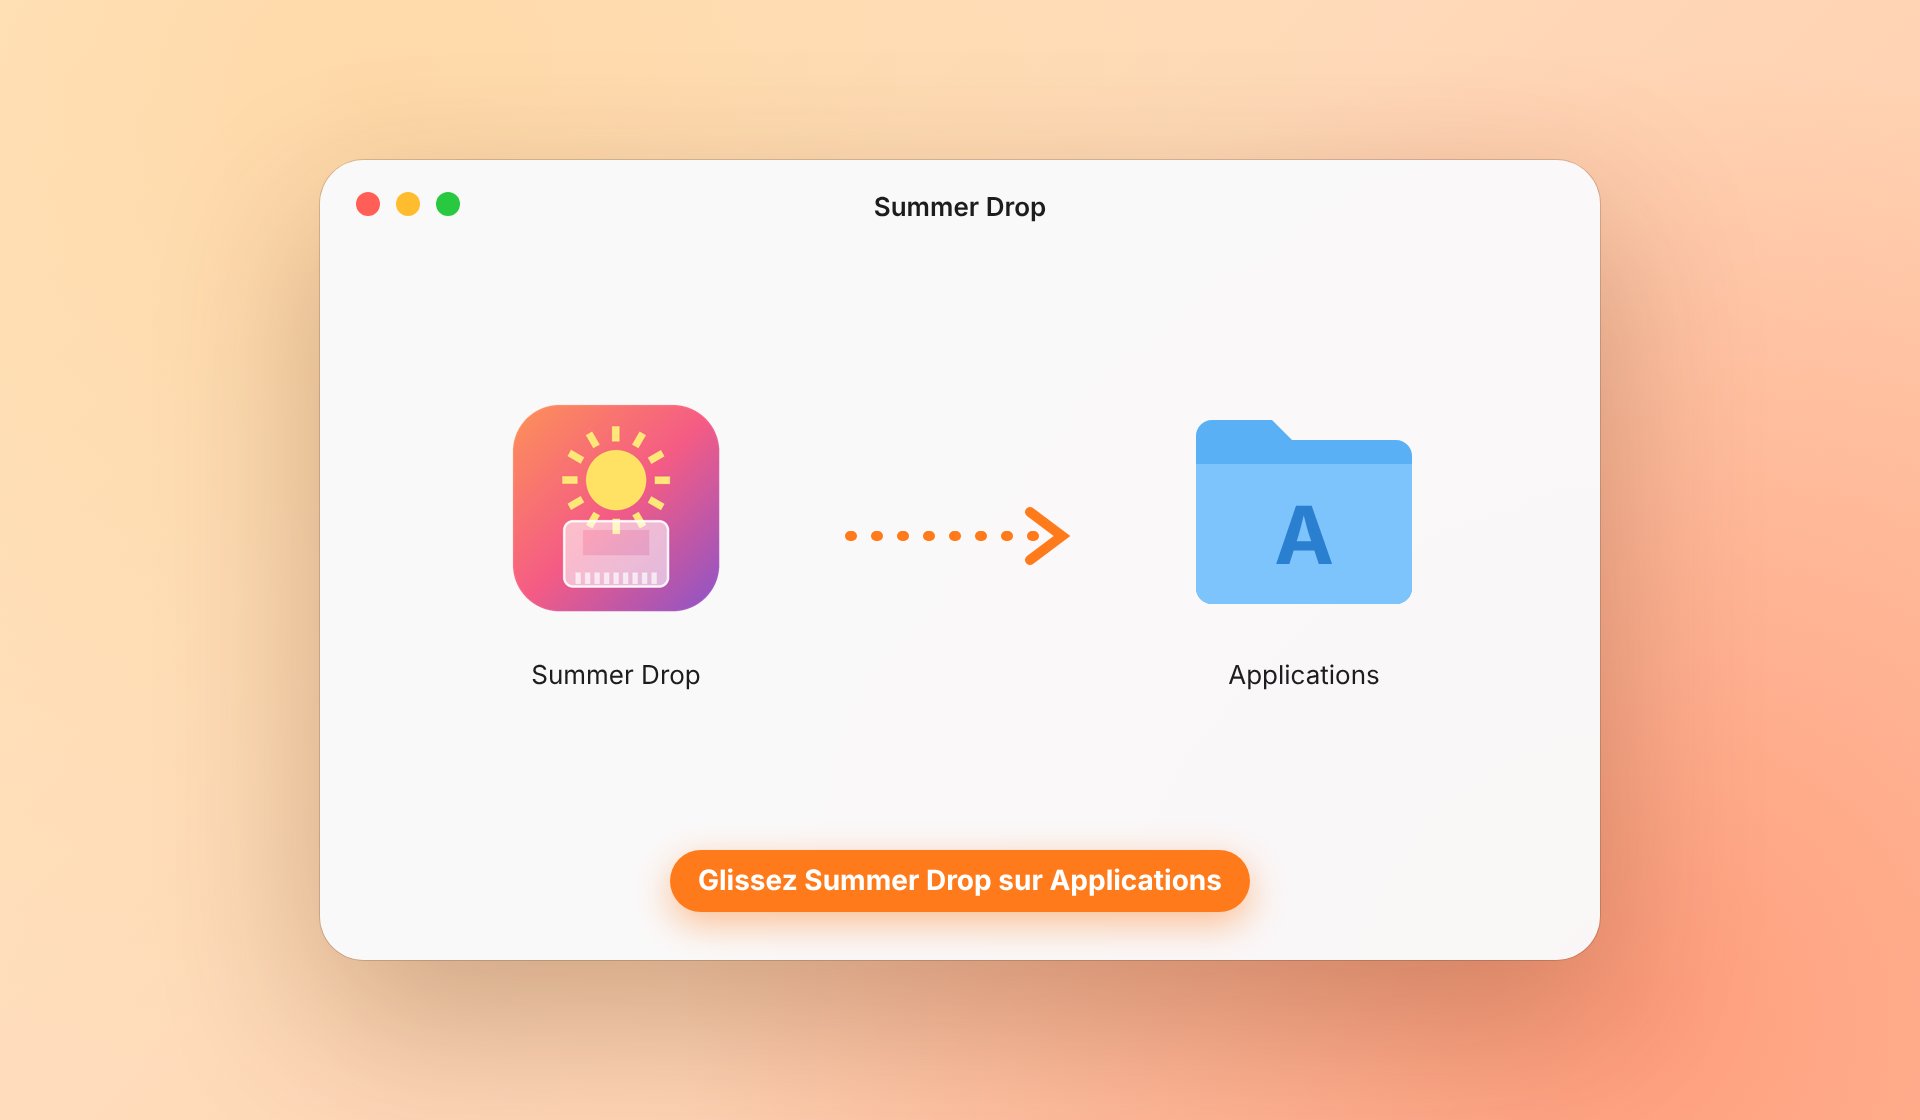 Summer Drop
Summer Drop
A
Applications
Glissez Summer Drop sur Applications